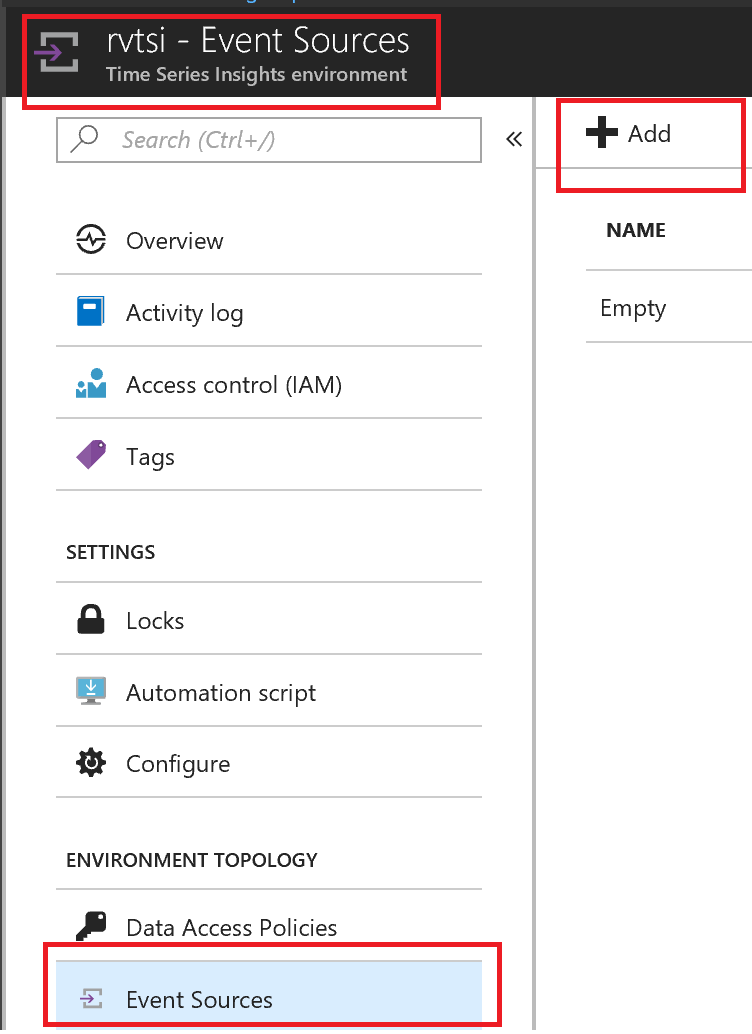 rvtsi - Event Sources
Time Series Insights environment
Search (Ctrl+/)
«
Add
NAME
Empty
Overview
Activity log
Access control (IAM)
Tags
SETTINGS
Locks
Automation script
Configure
ENVIRONMENT TOPOLOGY
Data Access Policies
Event Sources